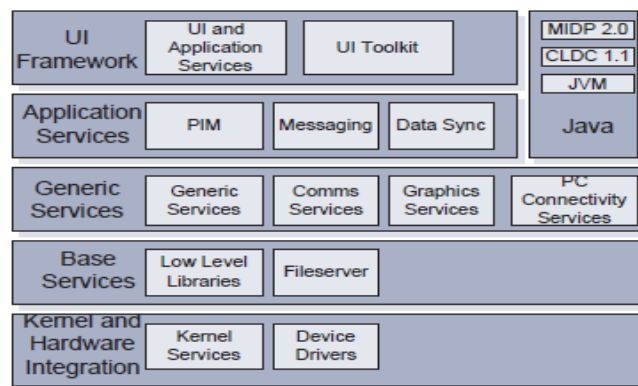 UI
Framework
UI and
Application
Services
UI Toolkit
MIDP 2.0
CLDC 1.1
JVM
Java
Application
Services
PIM
Messaging
Data Sync
Generic
Services
Generic
Services
Comms
Services
Graphics
Services
PC
Connectivity
Services
Base
Services
Low Level
Libraries
Fileserver
Kernel and
Hardware
Integration
Kernel
Services
Device
Drivers